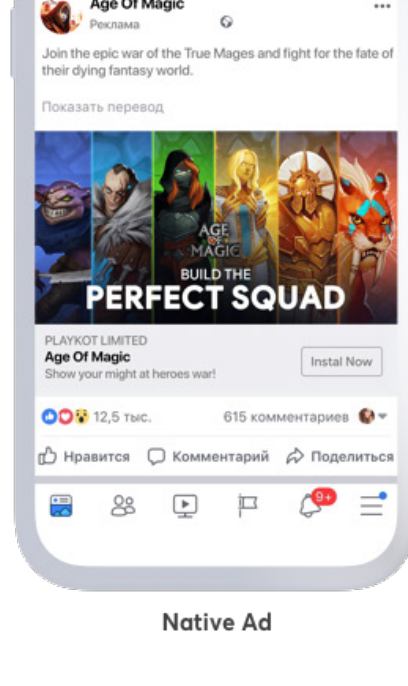 Age Of Magic
Реклама
Join the epic war of the True Mages and fight for the fate of
their dying fantasy world.
Показать перевод
AGE
OF
MAGIC
BUILD THE
PERFECT SQUAD
PLAYKOT LIMITED
Age Of Magic
Show your might at heroes war!
Instal Now
12,5 тыс.
615 комментариев
Нравится
Комментарий
Поделиться
9+
Native Ad